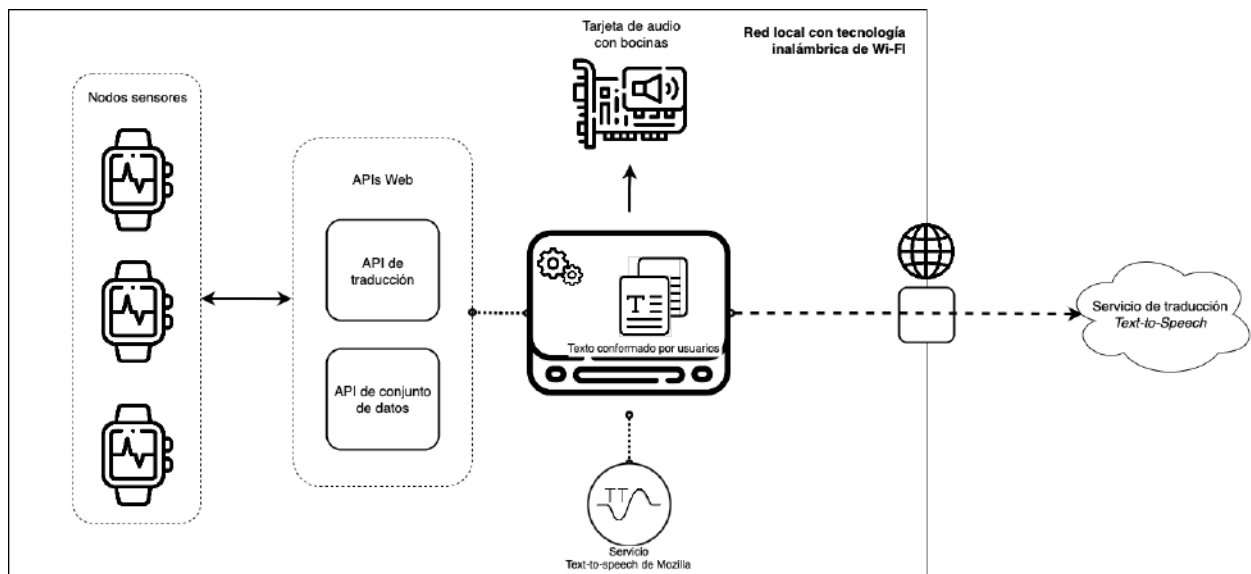 Tarjeta de audio
con bocinas
Red local con tecnología
inalámbrica de Wi-FI
Nodos sensores
APIs Web
API de
traducción
API de conjunto
de datos
T
Texto conformado por usuarios
Servicio de traducción
Text-to-Speech
TT
Servicio
Text-to-speech de Mozilla